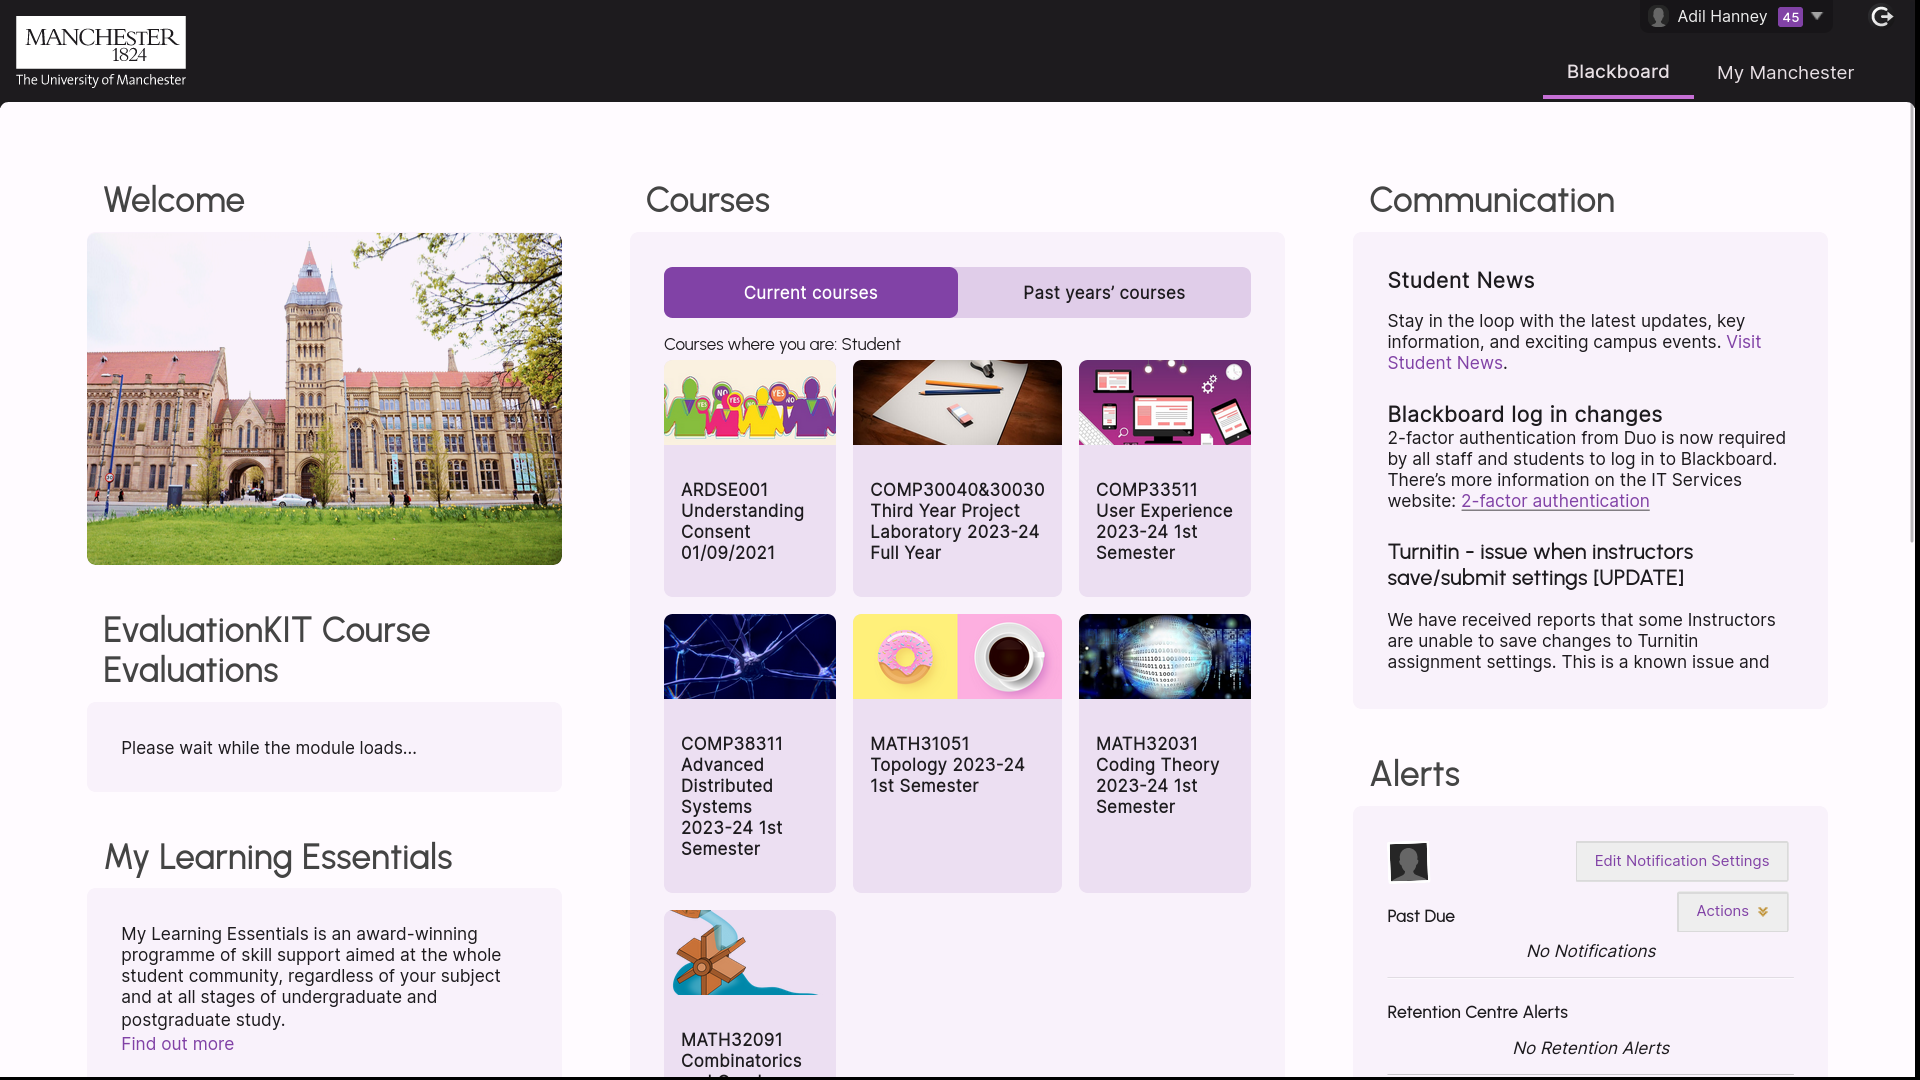 MANCHESTER
1824
The University of Manchester
Adil Hanney 45
Blackboard
My Manchester
Welcome
EvaluationKIT Course
Evaluations
Please wait while the module loads...
My Learning Essentials
My Learning Essentials is an award-winning
programme of skill support aimed at the whole
student community, regardless of your subject
and at all stages of undergraduate and
postgraduate study.
Find out more
Courses
Current courses
Past years’ courses
Courses where you are: Student
NO
YES
YES
YES
NO
ARDSE001
Understanding
Consent
01/09/2021
COMP30040&30030
Third Year Project
Laboratory 2023-24
Full Year
COMP33511
User Experience
2023-24 1st
Semester
COMP38311
Advanced
Distributed
Systems
2023-24 1st
Semester
MATH31051
Topology 2023-24
1st Semester
MATH32031
Coding Theory
2023-24 1st
Semester
MATH32091
Combinatorics
Communication
Student News
Stay in the loop with the latest updates, key
information, and exciting campus events. Visit
Student News.
Blackboard log in changes
2-factor authentication from Duo is now required
by all staff and students to log in to Blackboard.
There’s more information on the IT Services
website: 2-factor authentication
Turnitin - issue when instructors
save/submit settings [UPDATE]
We have received reports that some Instructors
are unable to save changes to Turnitin
assignment settings. This is a known issue and
Alerts
Edit Notification Settings
Actions
Past Due
No Notifications
Retention Centre Alerts
No Retention Alerts